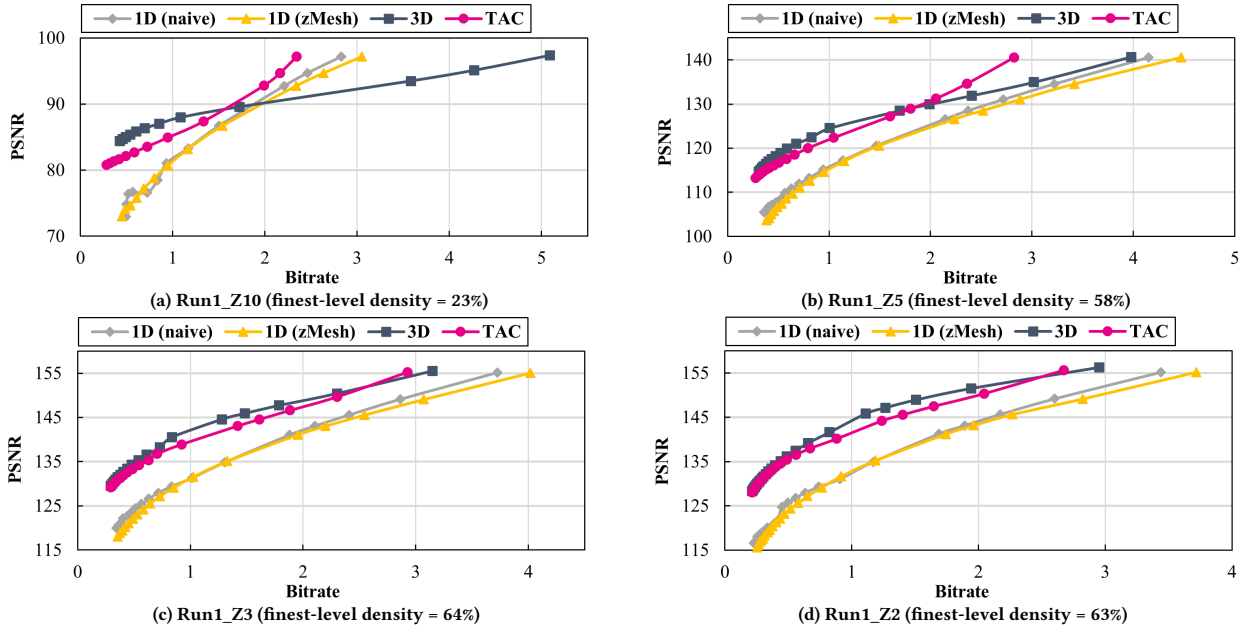 1D (naive) 1D (zMesh) 3D TAC
100
90
80
70
PSNR
0 1 2 3 4 5
Bitrate
(a) Run1_Z10 (finest-level density = 23%)
1D (naive) 1D (zMesh) 3D TAC
140
130
120
110
100
PSNR
0 1 2 3 4 5
Bitrate
(b) Run1_Z5 (finest-level density = 58%)
1D (naive) 1D (zMesh) 3D TAC
155
145
135
125
115
PSNR
0 1 2 3 4
Bitrate
(c) Run1_Z3 (finest-level density = 64%)
1D (naive) 1D (zMesh) 3D TAC
155
145
135
125
115
PSNR
0 1 2 3 4
Bitrate
(d) Run1_Z2 (finest-level density = 63%)